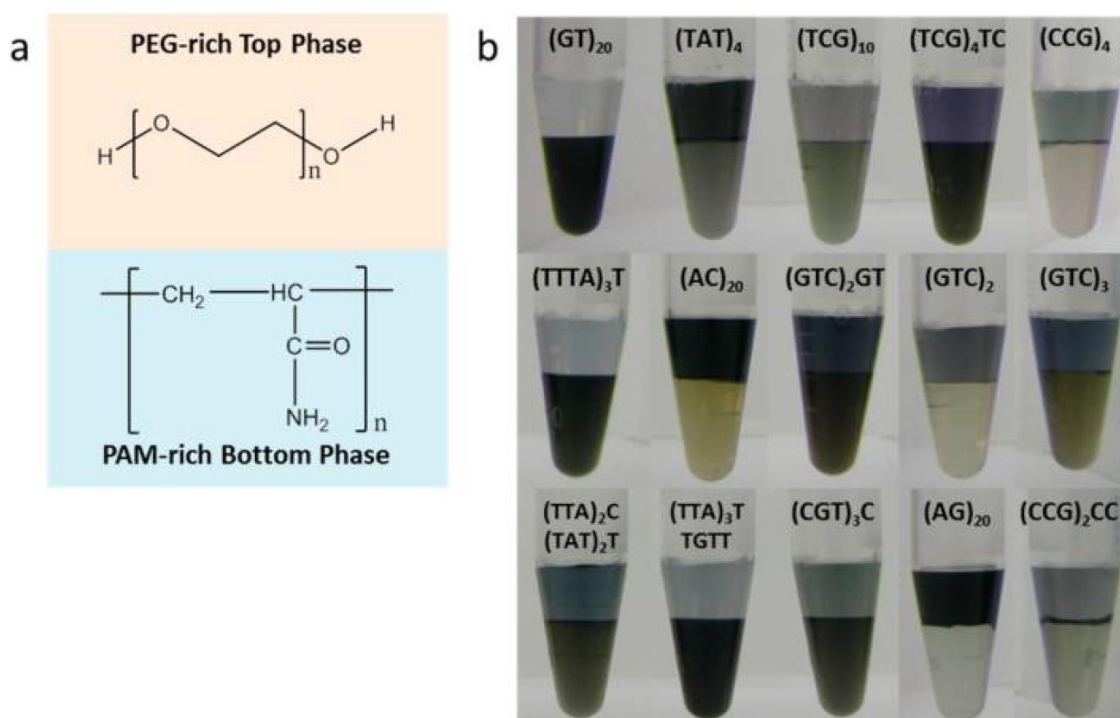 a
PEG-rich Top Phase
H
O
n
O
H
CH₂
HC
C=O
NH₂
n
PAM-rich Bottom Phase
b
(GT)₂₀ (TAT)₄ (TCG)₁₀ (TCG)₄TC (CCG)₄
(TTTA)₃T (AC)₂₀ (GTC)₂GT (GTC)₂ (GTC)₃
(TTA)₂C (TTA)₃T (CGT)₃C (AG)₂₀ (CCG)₂CC
(TAT)₂T TGTT